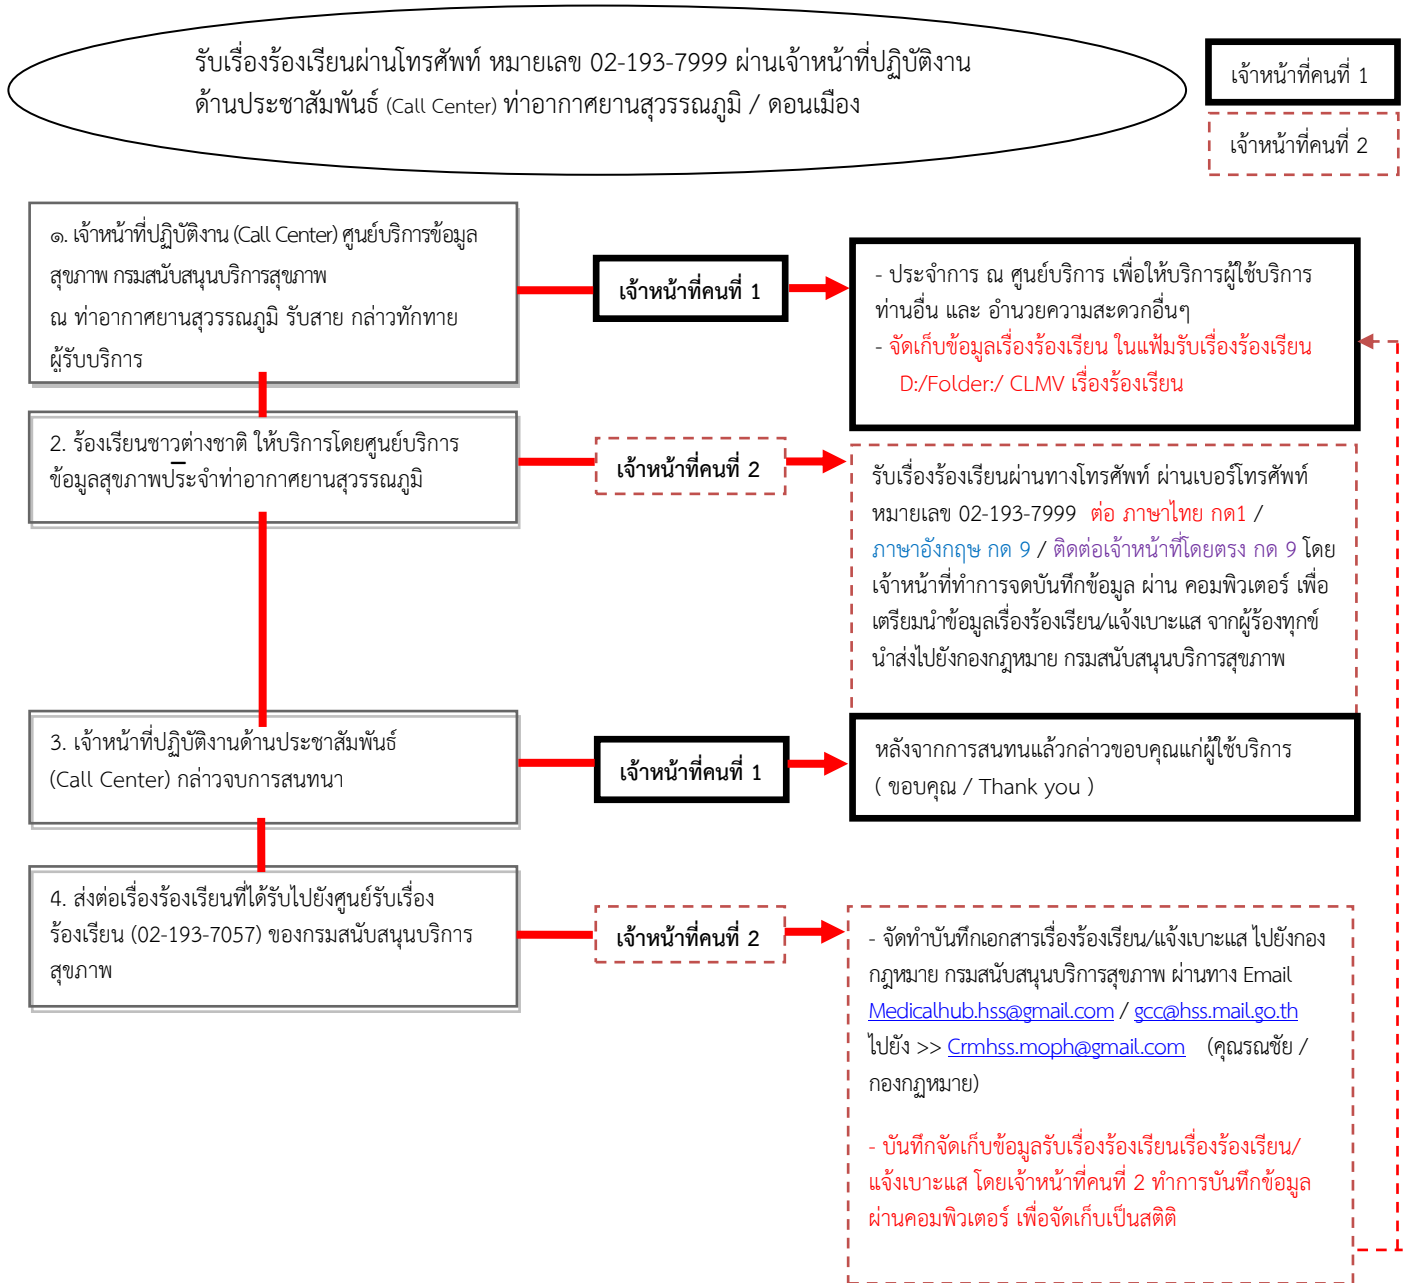 รับเรื่องร้องเรียนผ่านโทรศัพท์ หมายเลข 02-193-7999 ผ่านเจ้าหน้าที่ปฏิบัติงาน
ด้านประชาสัมพันธ์ (Call Center) ท่าอากาศยานสุวรรณภูมิ / ดอนเมือง
เจ้าหน้าที่คนที่ 1
เจ้าหน้าที่คนที่ 2
๑. เจ้าหน้าที่ปฏิบัติงาน (Call Center) ศูนย์บริการข้อมูล
สุขภาพ กรมสนับสนุนบริการสุขภาพ
ณ ท่าอากาศยานสุวรรณภูมิ รับสาย กล่าวทักทาย
ผู้รับบริการ
เจ้าหน้าที่คนที่ 1
- ประจำการ ณ ศูนย์บริการ เพื่อให้บริการผู้ใช้บริการ
ท่านอื่น และ อำนวยความสะดวกอื่นๆ
- จัดเก็บข้อมูลเรื่องร้องเรียน ในแฟ้มรับเรื่องร้องเรียน
D:/Folder:/ CLMV เรื่องร้องเรียน
2. ร้องเรียนชาวต่างชาติ ให้บริการโดยศูนย์บริการ
ข้อมูลสุขภาพประจำท่าอากาศยานสุวรรณภูมิ
เจ้าหน้าที่คนที่ 2
รับเรื่องร้องเรียนผ่านทางโทรศัพท์ ผ่านเบอร์โทรศัพท์
หมายเลข 02-193-7999 ต่อ ภาษาไทย กด1 /
ภาษาอังกฤษ กด 9 / ติดต่อเจ้าหน้าที่โดยตรง กด 9 โดย
เจ้าหน้าที่ทำการจดบันทึกข้อมูล ผ่าน คอมพิวเตอร์ เพื่อ
เตรียมนำข้อมูลเรื่องร้องเรียน/แจ้งเบาะแส จากผู้ร้องทุกข์
นำส่งไปยังกองกฎหมาย กรมสนับสนุนบริการสุขภาพ
3. เจ้าหน้าที่ปฏิบัติงานด้านประชาสัมพันธ์
(Call Center) กล่าวจบการสนทนา
เจ้าหน้าที่คนที่ 1
หลังจากการสนทนแล้วกล่าวขอบคุณแก่ผู้ใช้บริการ
( ขอบคุณ / Thank you )
4. ส่งต่อเรื่องร้องเรียนที่ได้รับไปยังศูนย์รับเรื่อง
ร้องเรียน (02-193-7057) ของกรมสนับสนุนบริการ
สุขภาพ
เจ้าหน้าที่คนที่ 2
- จัดทำบันทึกเอกสารเรื่องร้องเรียน/แจ้งเบาะแส ไปยังกอง
กฎหมาย กรมสนับสนุนบริการสุขภาพ ผ่านทาง Email
Medicalhub.hss@gmail.com / gcc@hss.mail.go.th
ไปยัง >> Crmhss.moph@gmail.com (คุณรณชัย /
กองกฎหมาย)
- บันทึกจัดเก็บข้อมูลรับเรื่องร้องเรียนเรื่องร้องเรียน/
แจ้งเบาะแส โดยเจ้าหน้าที่คนที่ 2 ทำการบันทึกข้อมูล
ผ่านคอมพิวเตอร์ เพื่อจัดเก็บเป็นสติติ